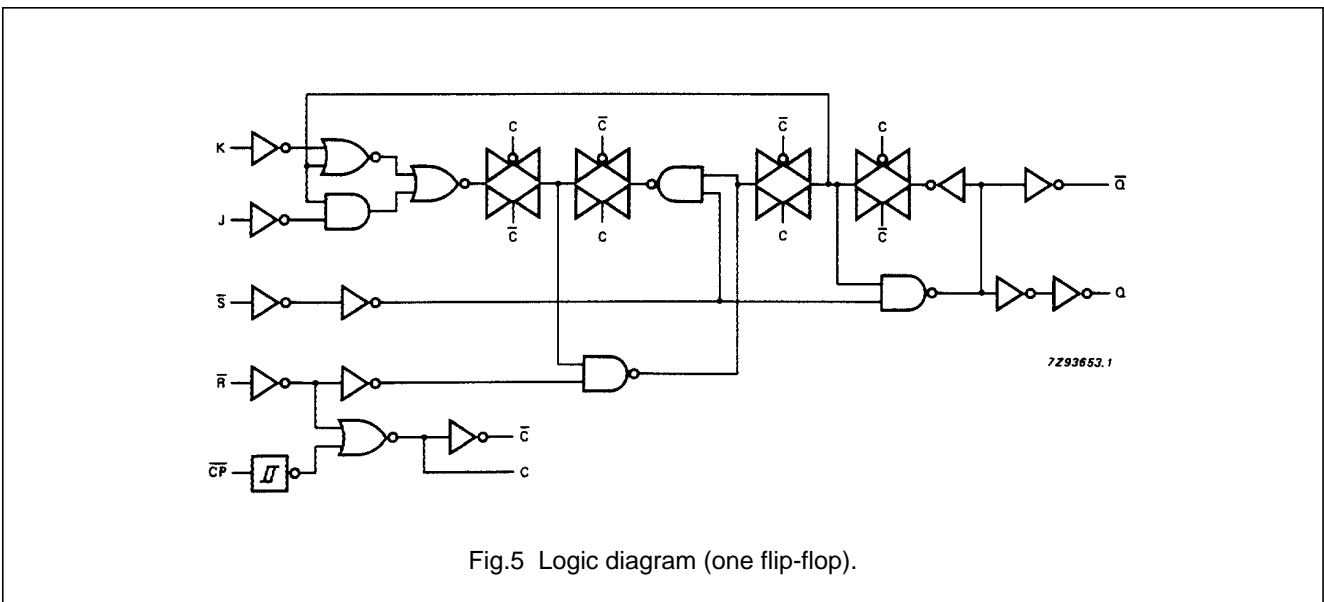 C
C̅
C̅
C
K
J
C̅
C
C
C̅
Q̅
S̅
Q
7Z93653.1
R̅
C̅
C̅P̅
C
Fig.5 Logic diagram (one flip-flop).